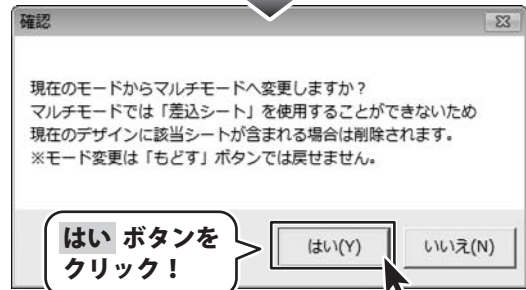 確認
現在のモードからマルチモードへ変更しますか？
マルチモードでは「差込シート」を使用することができないため
現在のデザインに該当シートが含まれる場合は削除されます。
※モード変更は「もどす」ボタンでは戻せません。
はい ボタンを
クリック！
はい(Y)
いいえ(N)